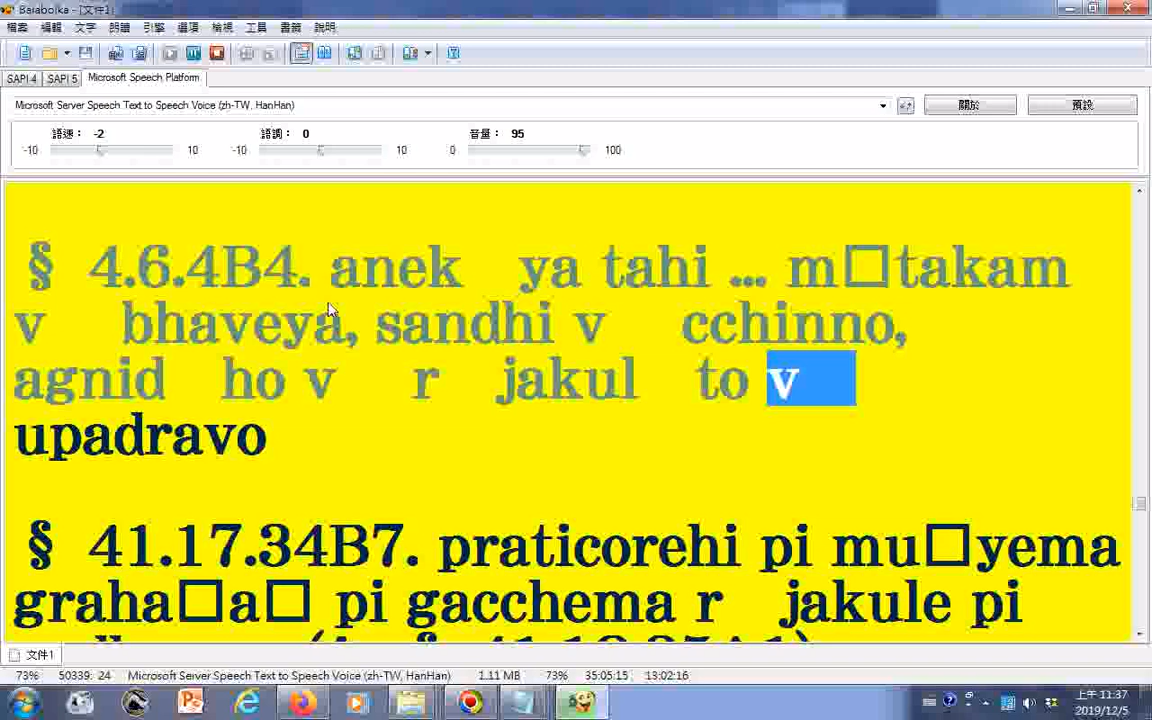 Balabolka - [文件1]
檔案 編輯 文字 朗讀 引擎 選項 檢視 工具 書籤 說明
SAPI 4 SAPI 5 Microsoft Speech Platform
Microsoft Server Speech Text to Speech Voice (zh-TW, HanHan) 關於 預設
語速： -2 語調： 0 音量： 95
-10 10 -10 10 0 100
§ 4.6.4B4. anek ya tahi ... m□takam
v bhaveya, sandhi v cchinno,
agnid ho v r jakul to v
upadravo
§ 41.17.34B7. praticorehi pi mu□yema
graha□a□ pi gacchema r jakule pi
文件1
73% 50339: 24 Microsoft Server Speech Text to Speech Voice (zh-TW, HanHan) 1.11 MB 73% 35:05:15 13:02:16
上午 11:37
2019/12/5